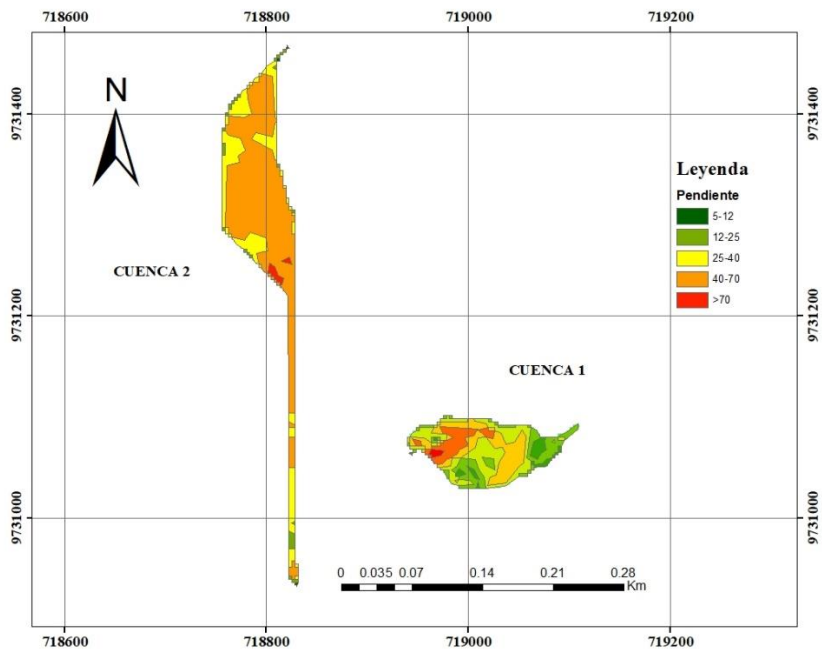 718600 718800 719000 719200
9731400 9731400
N
Leyenda
Pendiente
5-12
12-25
25-40
40-70
>70
CUENCA 2
9731200 9731200
CUENCA 1
9731000 9731000
0 0.035 0.07 0.14 0.21 0.28
Km
718600 718800 719000 719200